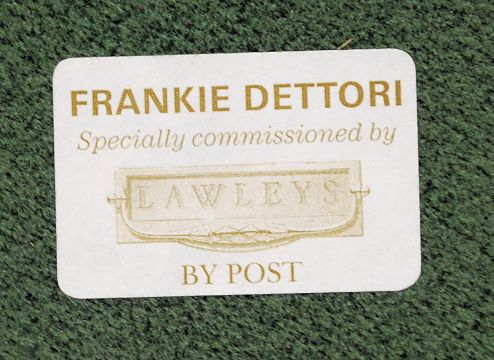 FRANKIE DETTORI
Specially commissioned by
LAWLEYS
BY POST